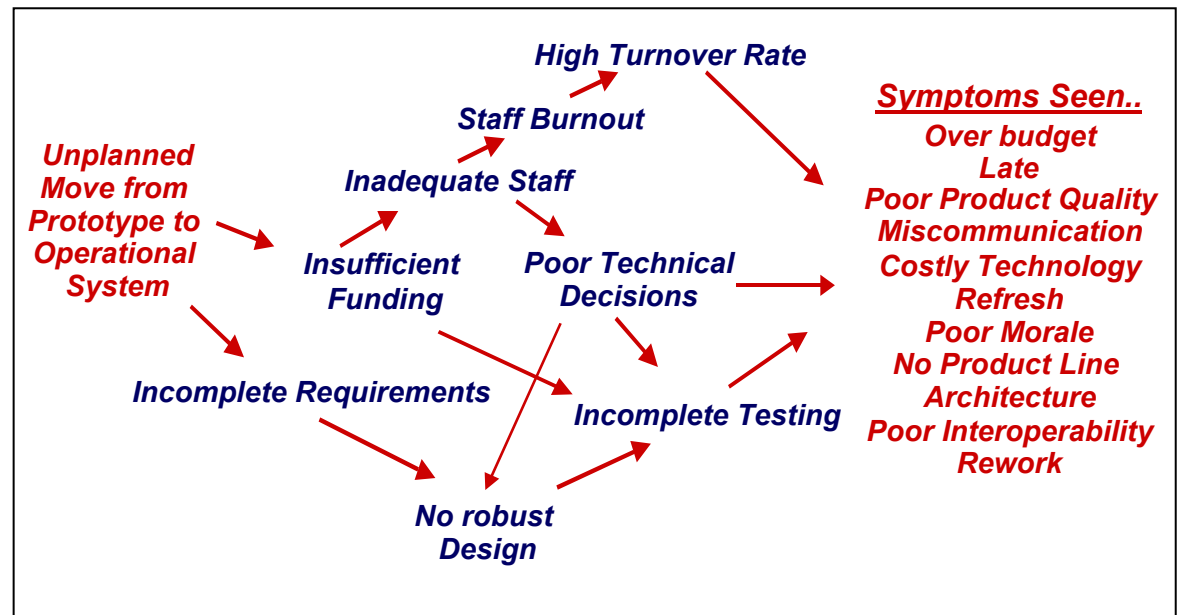 Unplanned
Move from
Prototype to
Operational
System
High Turnover Rate
Staff Burnout
Inadequate Staff
Insufficient
Funding
Poor Technical
Decisions
Incomplete Requirements
Incomplete Testing
No robust
Design
Symptoms Seen..
Over budget
Late
Poor Product Quality
Miscommunication
Costly Technology
Refresh
Poor Morale
No Product Line
Architecture
Poor Interoperability
Rework